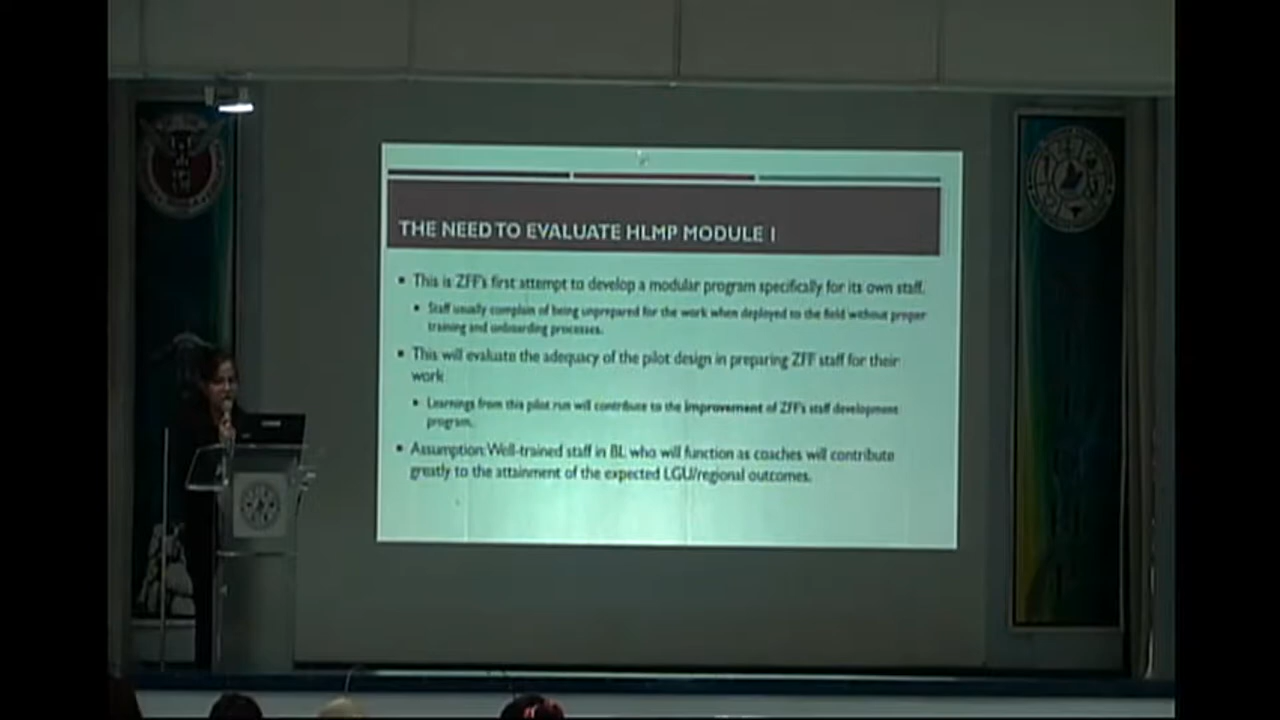 THE NEED TO EVALUATE HLMP MODULE I
▪ This is ZFF's first attempt to develop a modular program specifically for its own staff.
▪ Staff usually complain of being unprepared for the work when deployed to the field without proper
training and onboarding processes.
▪ This will evaluate the adequacy of the pilot design in preparing ZFF staff for their
work
▪ Learnings from this pilot run will contribute to the improvement of ZFF's staff development
program.
▪ Assumption: Well-trained staff in BL who will function as coaches will contribute
greatly to the attainment of the expected LGU/regional outcomes.